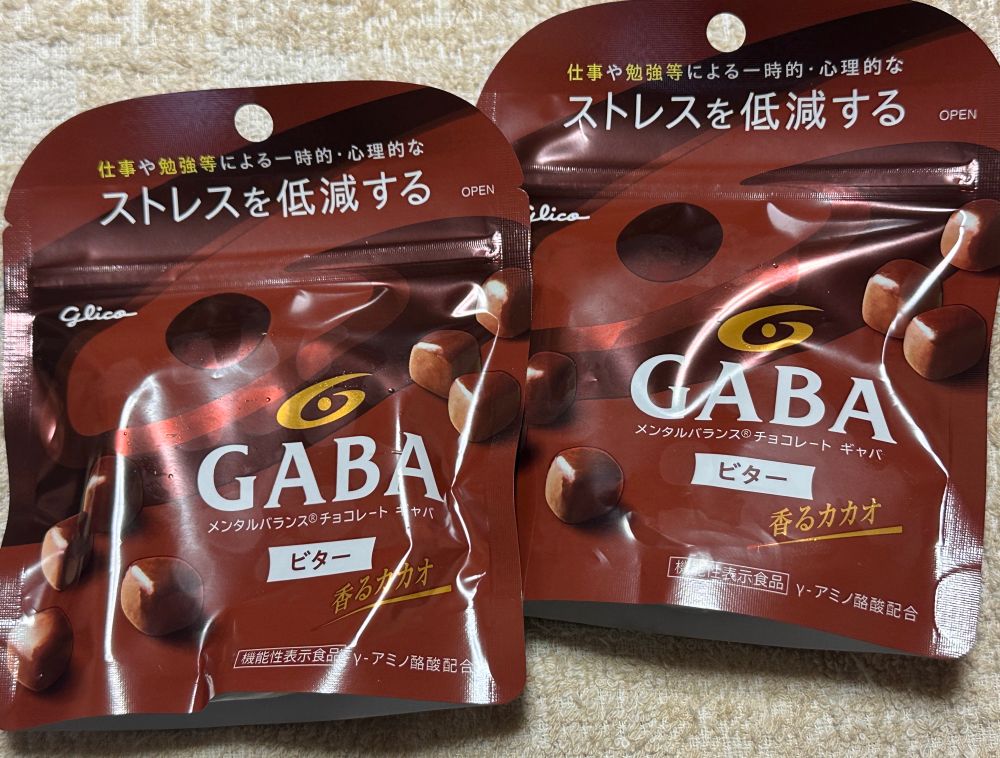 仕事や勉強等による一時的・心理的な
ストレスを低減する
OPEN
Glico
GABA
メンタルバランス®チョコレート ギャバ
ビター
香るカカオ
機能性表示食品 γ-アミノ酪酸配合
仕事や勉強等による一時的・心理的な
ストレスを低減する
OPEN
Glico
GABA
メンタルバランス®チョコレート ギャバ
ビター
香るカカオ
機能性表示食品 γ-アミノ酪酸配合